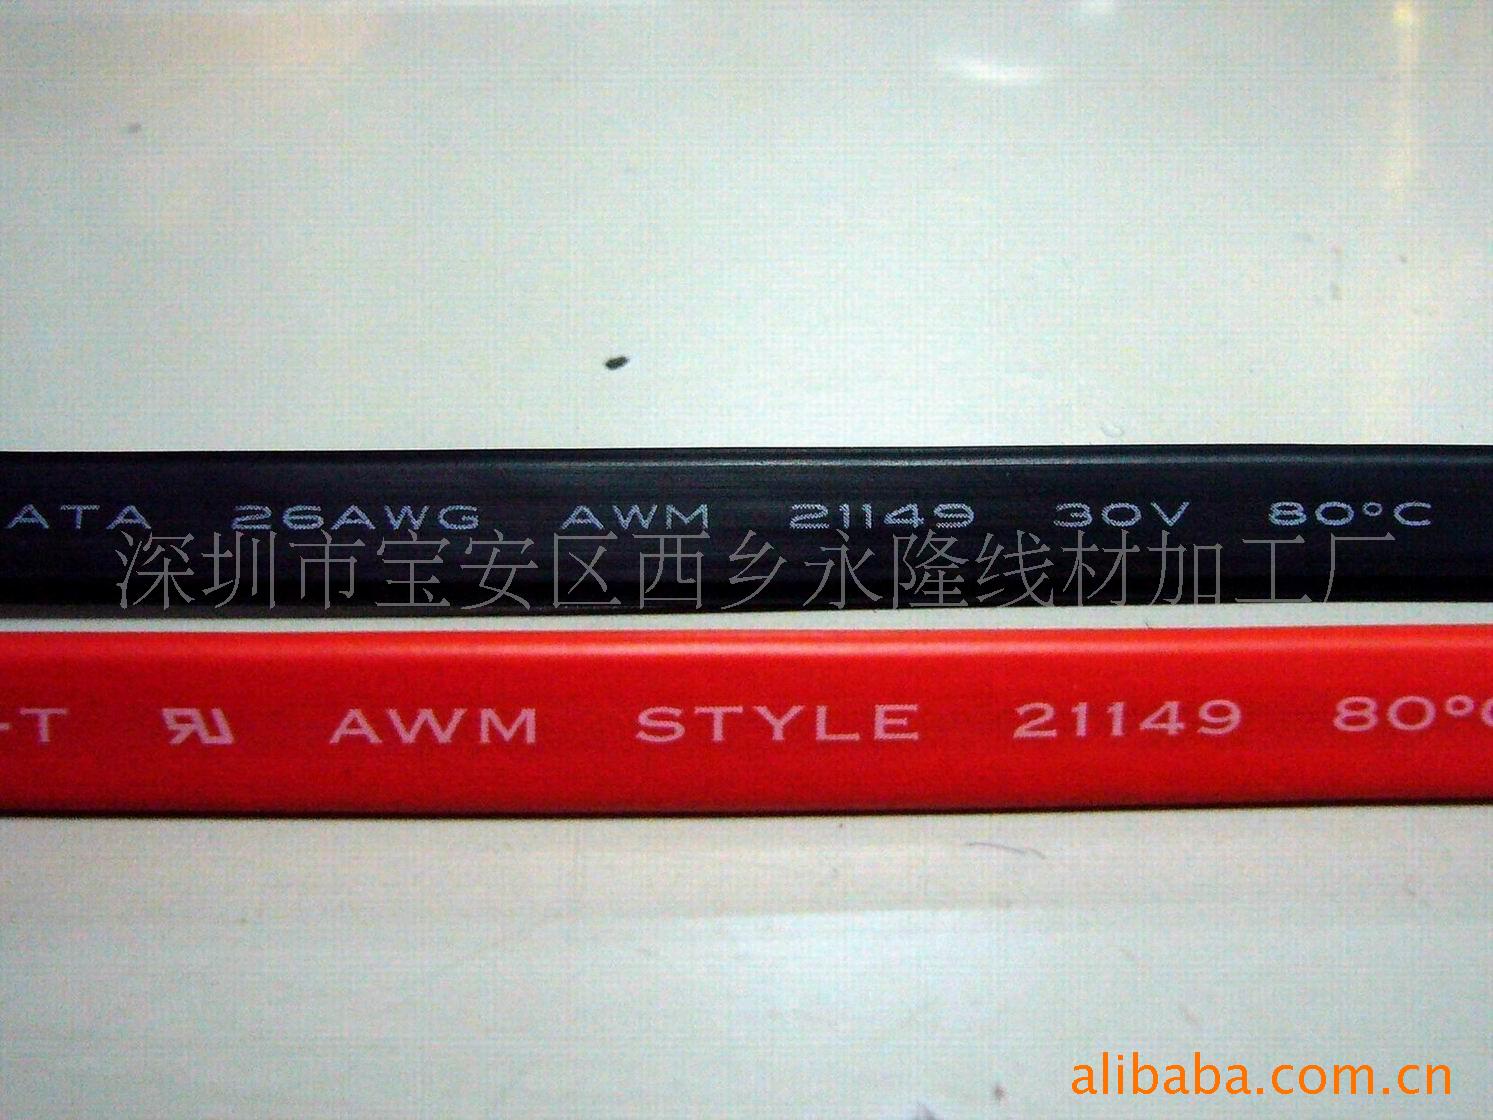 ATA 26AWG AWM 21149 30V 80°C
深圳市宝安区西乡永隆线材加工厂
-T RU AWM STYLE 21149 80°C
alibaba.com.cn